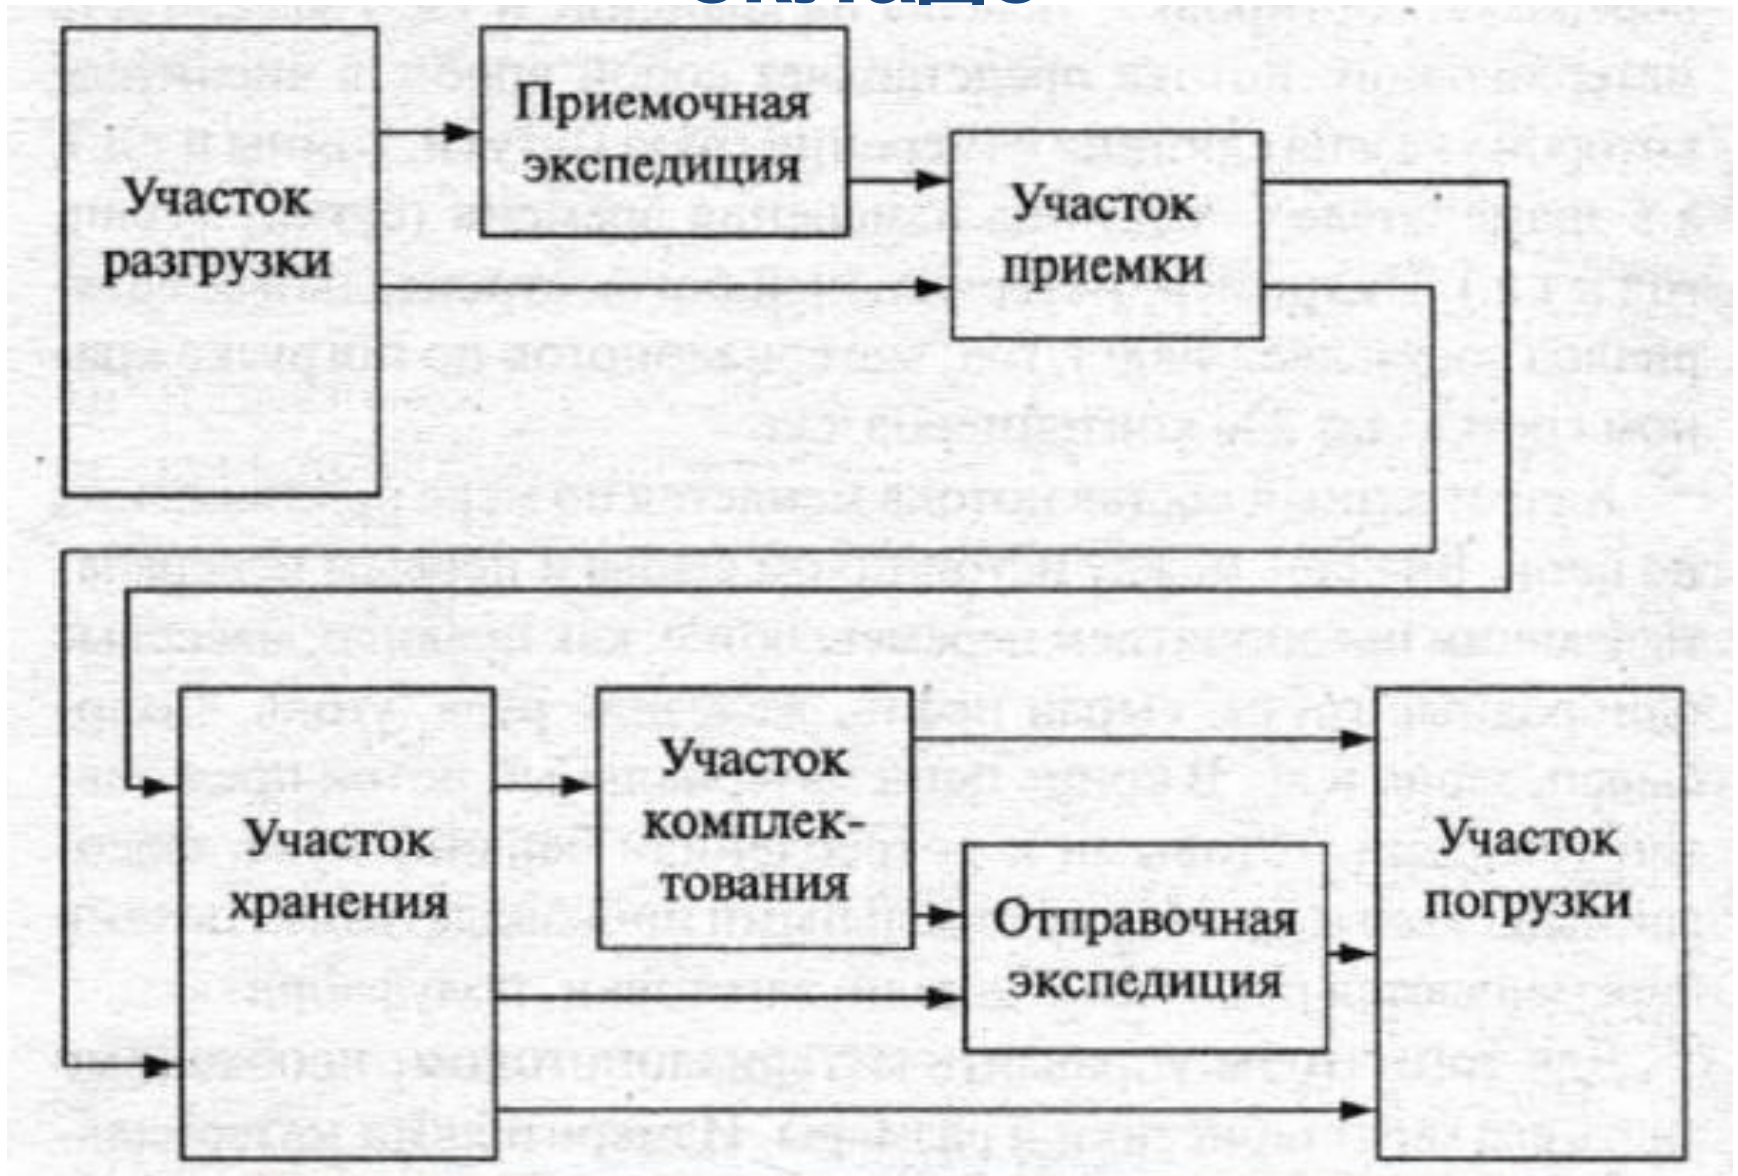 Участок
разгрузки
Приемочная
экспедиция
Участок
приемки
Участок
хранения
Участок
комплек-
тования
Отправочная
экспедиция
Участок
погрузки